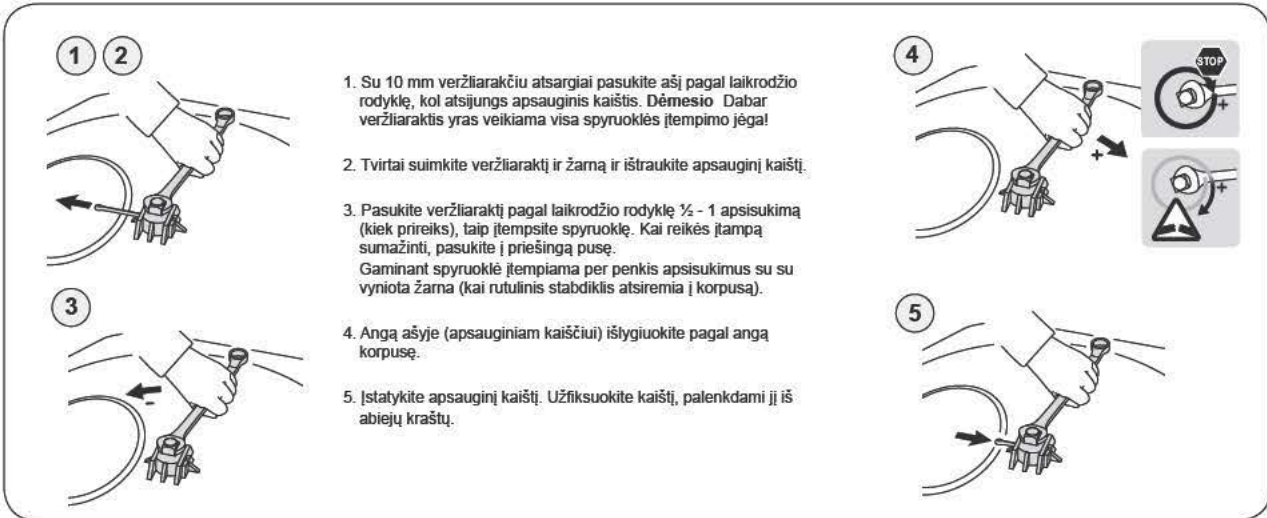 1 2
1. Su 10 mm veržliarakčiu atsargiai pasukite ašį pagal laikrodžio
rodyklę, kol atsijungs apsauginis kaištis. Dėmesio Dabar
veržliaraktis yras veikiama visa spyruoklės įtempimo jėga!
2. Tvirtai suimkite veržliaraktį ir žarną ir ištraukite apsauginį kaištį.
3. Pasukite veržliaraktį pagal laikrodžio rodyklę ½ - 1 apsisukimą
(kiek prireiks), taip įtempsite spyruoklę. Kai reikės įtampą
sumažinti, pasukite į priešingą pusę.
Gaminant spyruoklė įtempiama per penkis apsisukimus su su
vyniota žarna (kai rutulinis stabdiklis atsiremia į korpusą).
4. Angą ašyje (apsauginiam kaiščiui) išlygiuokite pagal angą
korpusę.
5. Įstatykite apsauginį kaištį. Užfiksuokite kaištį, palenkdami jį iš
abiejų kraštų.
3
-
4
+
STOP
+
+
5